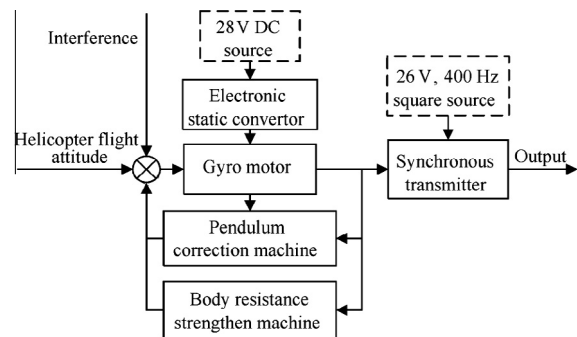 Interference
28 V DC
source
26 V, 400 Hz
square source
Electronic
static convertor
Helicopter flight
attitude
Gyro motor
Synchronous
transmitter
Output
Pendulum
correction machine
Body resistance
strengthen machine